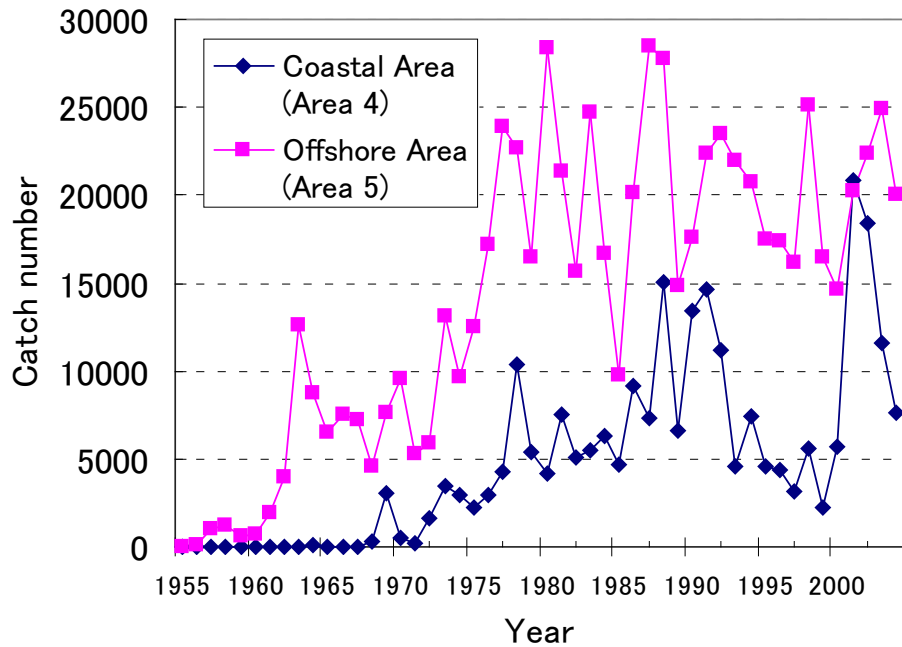 30000
25000
20000
15000
10000
5000
0
Catch number
Coastal Area
(Area 4)
Offshore Area
(Area 5)
1955 1960 1965 1970 1975 1980 1985 1990 1995 2000
Year